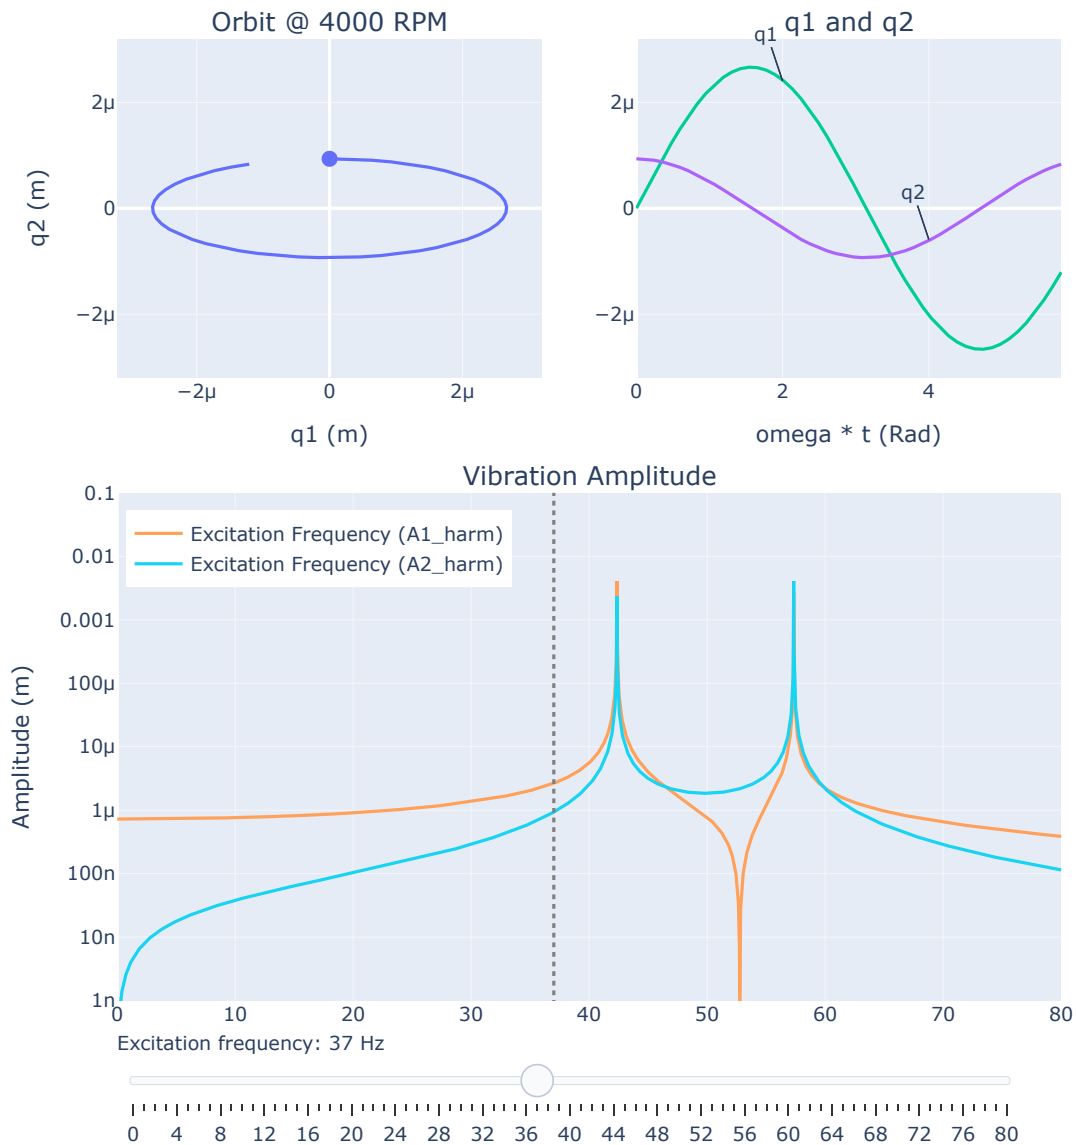 Orbit @ 4000 RPM
q1 and q2
q1
q2
2μ
0
−2μ
q2 (m)
−2μ 0 2μ
q1 (m)
2μ
0
−2μ
0 2 4
omega * t (Rad)
Vibration Amplitude
Excitation Frequency (A1_harm)
Excitation Frequency (A2_harm)
0.1
0.01
0.001
100μ
10μ
1μ
100n
10n
1n
Amplitude (m)
0 10 20 30 40 50 60 70 80
Excitation frequency: 37 Hz
0 4 8 12 16 20 24 28 32 36 40 44 48 52 56 60 64 68 72 76 80